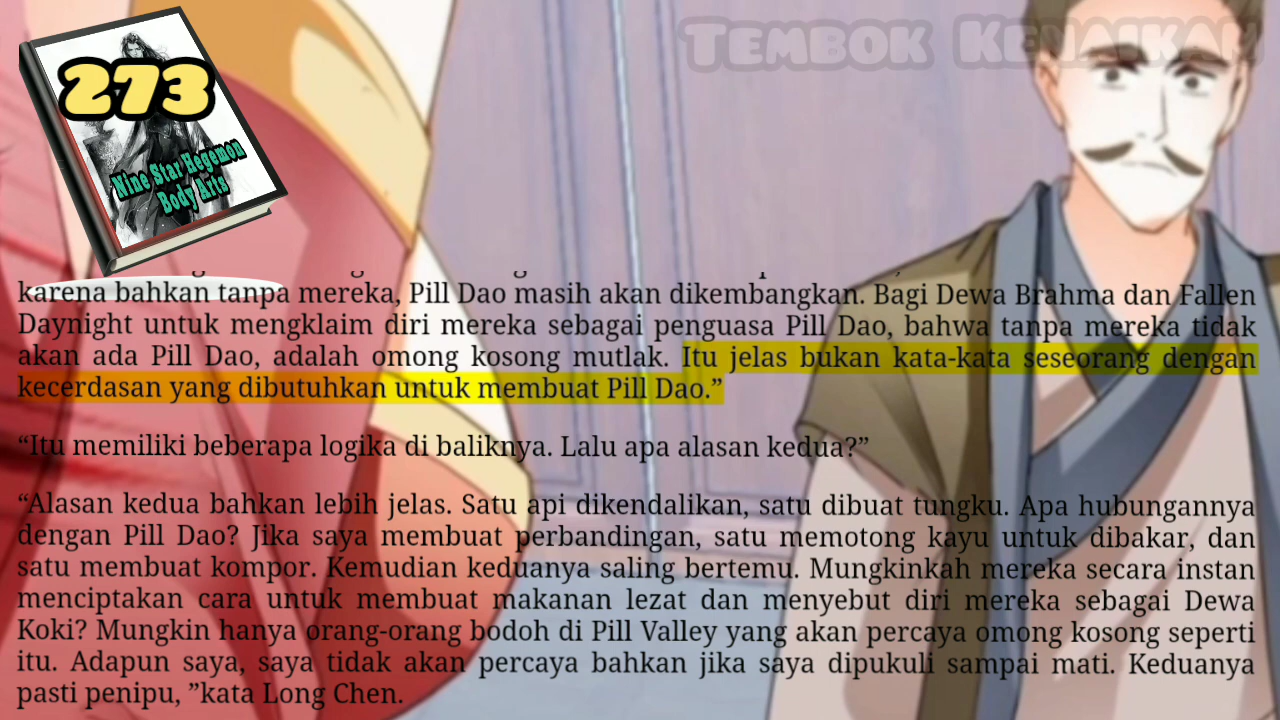 Tembok Kenaikan
273
Nine Star Hegemon
Body Arts
karena bahkan tanpa mereka, Pill Dao masih akan dikembangkan. Bagi Dewa Brahma dan Fallen
Daynight untuk mengklaim diri mereka sebagai penguasa Pill Dao, bahwa tanpa mereka tidak
akan ada Pill Dao, adalah omong kosong mutlak. Itu jelas bukan kata-kata seseorang dengan
kecerdasan yang dibutuhkan untuk membuat Pill Dao.”
“Itu memiliki beberapa logika di baliknya. Lalu apa alasan kedua?”
“Alasan kedua bahkan lebih jelas. Satu api dikendalikan, satu dibuat tungku. Apa hubungannya
dengan Pill Dao? Jika saya membuat perbandingan, satu memotong kayu untuk dibakar, dan
satu membuat kompor. Kemudian keduanya saling bertemu. Mungkinkah mereka secara instan
menciptakan cara untuk membuat makanan lezat dan menyebut diri mereka sebagai Dewa
Koki? Mungkin hanya orang-orang bodoh di Pill Valley yang akan percaya omong kosong seperti
itu. Adapun saya, saya tidak akan percaya bahkan jika saya dipukuli sampai mati. Keduanya
pasti penipu, ”kata Long Chen.